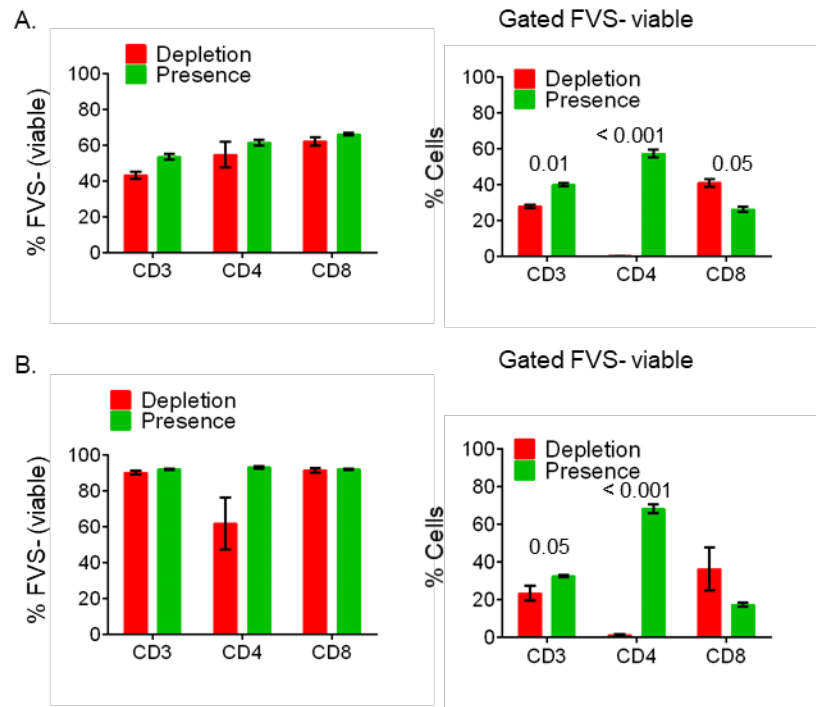 A.
Depletion
Presence
% FVS- (viable)
100
80
60
40
20
0
CD3 CD4 CD8
Gated FVS- viable
Depletion
Presence
% Cells
100
80
60
40
20
0
0.01
< 0.001
0.05
CD3 CD4 CD8
B.
Depletion
Presence
% FVS- (viable)
100
80
60
40
20
0
CD3 CD4 CD8
Gated FVS- viable
Depletion
Presence
% Cells
100
80
60
40
20
0
0.05
< 0.001
CD3 CD4 CD8